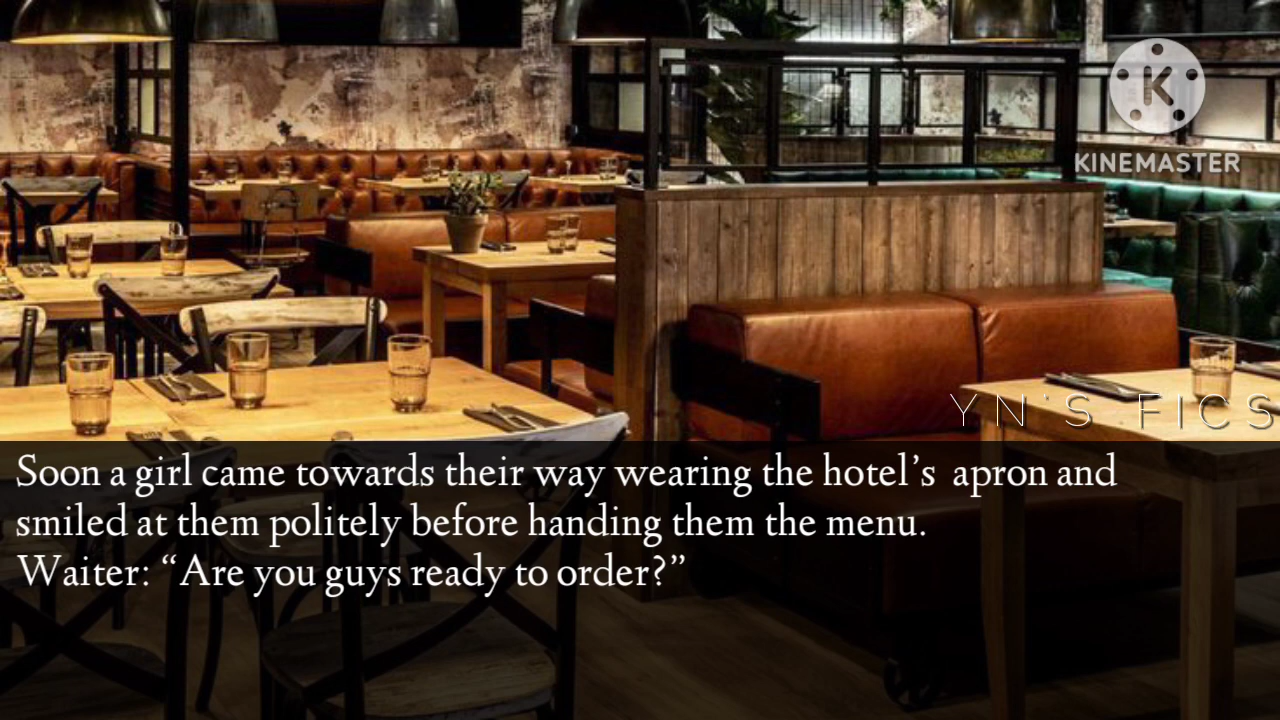 KINEMASTER
YN'S FICS
Soon a girl came towards their way wearing the hotel’s  apron and
smiled at them politely before handing them the menu.
Waiter: “Are you guys ready to order?”